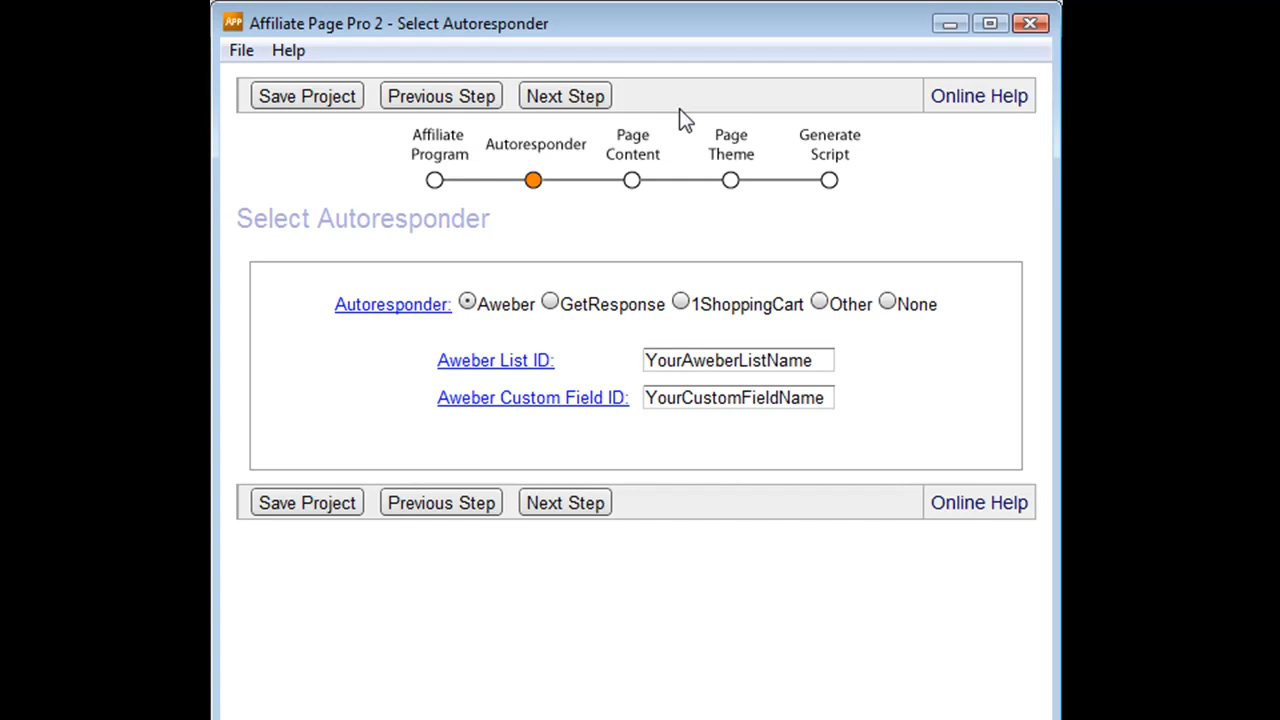 APP Affiliate Page Pro 2 - Select Autoresponder
File Help
Save Project Previous Step Next Step Online Help
Affiliate Program Autoresponder Page Content Page Theme Generate Script
Select Autoresponder
Autoresponder: Aweber GetResponse 1ShoppingCart Other None
Aweber List ID: YourAweberListName
Aweber Custom Field ID: YourCustomFieldName
Save Project Previous Step Next Step Online Help